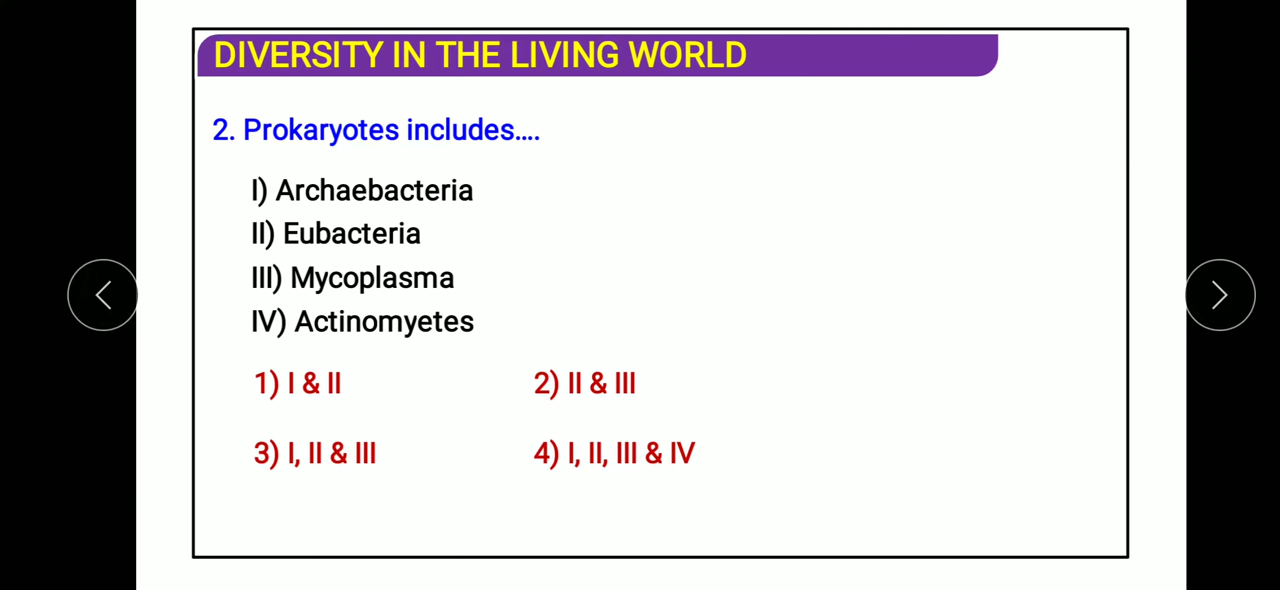 DIVERSITY IN THE LIVING WORLD
2. Prokaryotes includes....
I) Archaebacteria
II) Eubacteria
III) Mycoplasma
IV) Actinomyetes
1) I & II 2) II & III
3) I, II & III 4) I, II, III & IV